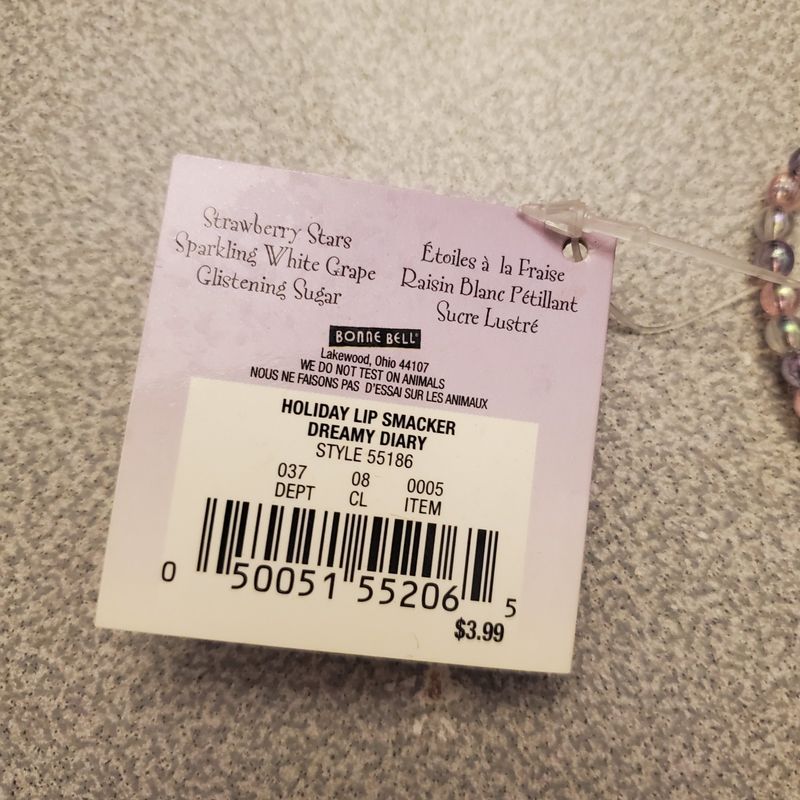 Strawberry Stars
Sparkling White Grape
Glistening Sugar
Étoiles à la Fraise
Raisin Blanc Pétillant
Sucre Lustré
BONNE BELL®
Lakewood, Ohio 44107
WE DO NOT TEST ON ANIMALS
NOUS NE FAISONS PAS D'ESSAI SUR LES ANIMAUX
HOLIDAY LIP SMACKER
DREAMY DIARY
STYLE 55186
037 08 0005
DEPT CL ITEM
0 50051 55206 5
$3.99